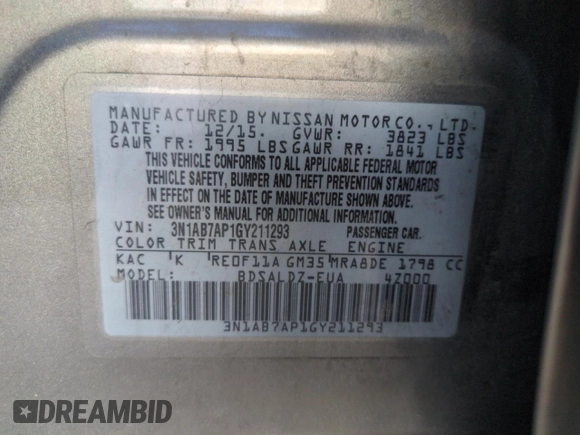 MANUFACTURED BY NISSAN MOTOR CO., LTD.
DATE: 12/15. GVWR: 3823 LBS
GAWR FR: 1995 LBS GAWR RR: 1841 LBS
THIS VEHICLE CONFORMS TO ALL APPLICABLE FEDERAL MOTOR
VEHICLE SAFETY, BUMPER AND THEFT PREVENTION STANDARDS
IN EFFECT ON THE DATE OF MANUFACTURE SHOWN ABOVE.
SEE OWNER'S MANUAL FOR ADDITIONAL INFORMATION.
VIN: 3N1AB7AP1GY211293 PASSENGER CAR.
COLOR TRIM TRANS AXLE ENGINE
KAC K RE0F11A GM35 MRA8DE 1798 CC
BDSALDZ-EUA 4Z000
3N1AB7AP1GY211293
DREAMBID